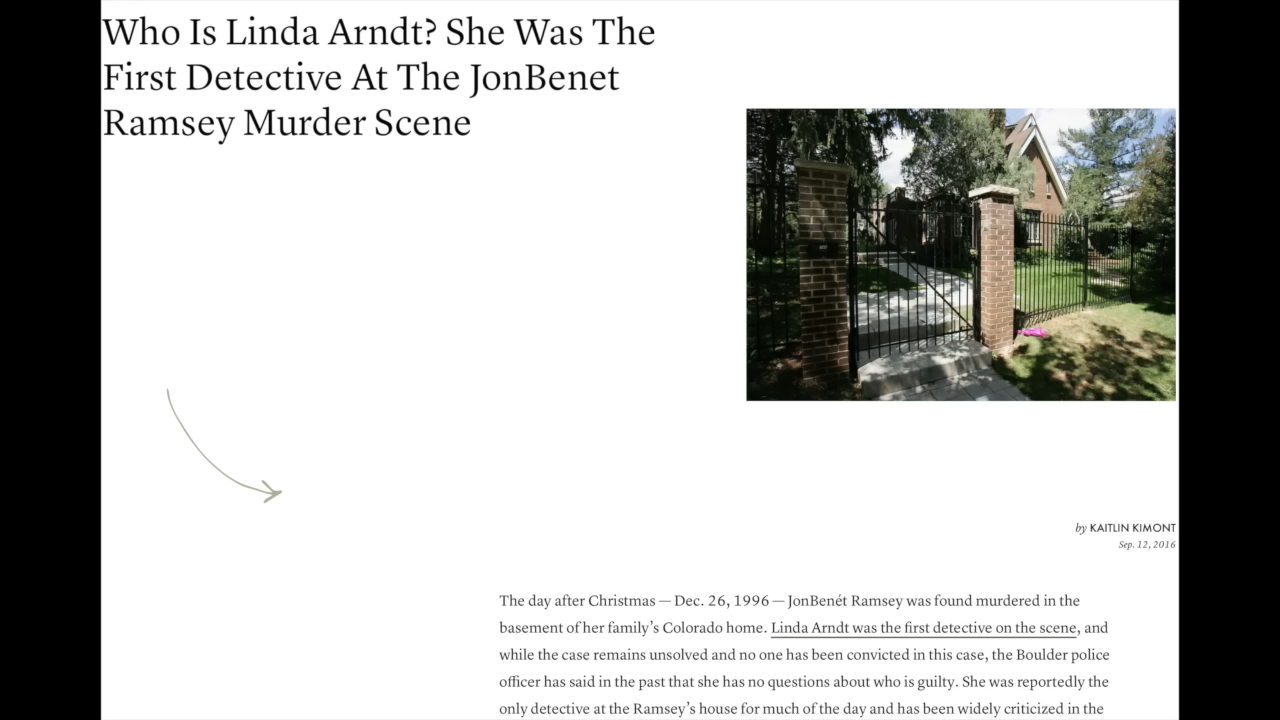 Who Is Linda Arndt? She Was The
First Detective At The JonBenet
Ramsey Murder Scene
by KAITLIN KIMONT
Sep. 12, 2016
The day after Christmas — Dec. 26, 1996 — JonBenét Ramsey was found murdered in the
basement of her family’s Colorado home. Linda Arndt was the first detective on the scene, and
while the case remains unsolved and no one has been convicted in this case, the Boulder police
officer has said in the past that she has no questions about who is guilty. She was reportedly the
only detective at the Ramsey’s house for much of the day and has been widely criticized in the